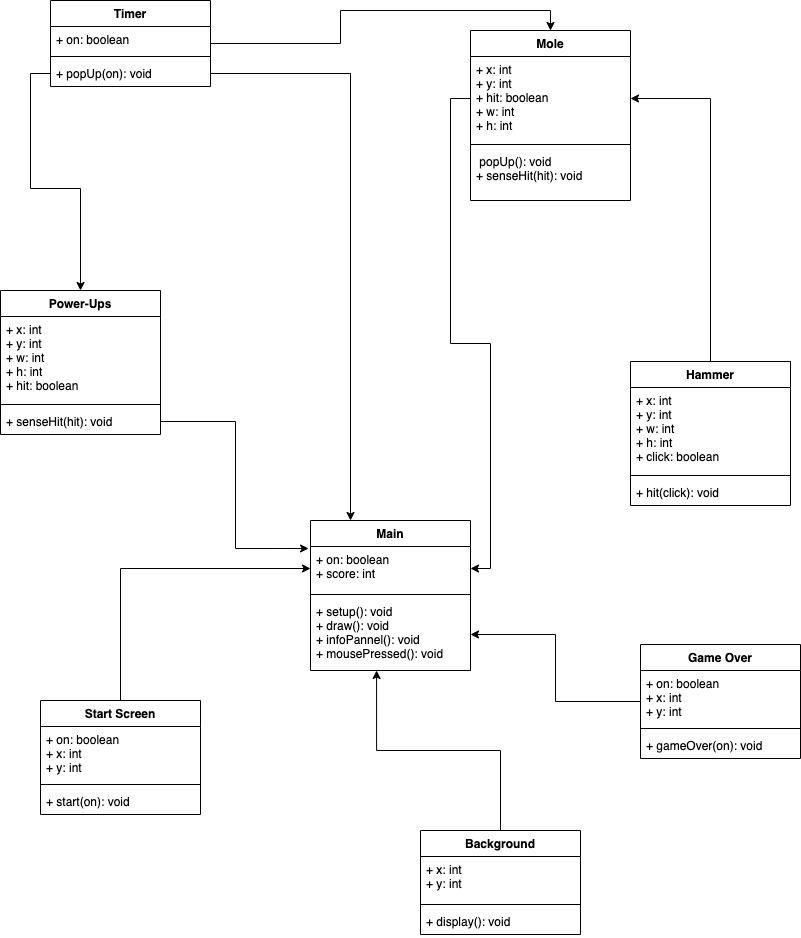 Timer
+ on: boolean
+ popUp(on): void
Mole
+ x: int
+ y: int
+ hit: boolean
+ w: int
+ h: int
popUp(): void
+ senseHit(hit): void
Power-Ups
+ x: int
+ y: int
+ w: int
+ h: int
+ hit: boolean
+ senseHit(hit): void
Hammer
+ x: int
+ y: int
+ w: int
+ h: int
+ click: boolean
+ hit(click): void
Main
+ on: boolean
+ score: int
+ setup(): void
+ draw(): void
+ infoPannel(): void
+ mousePressed(): void
Game Over
+ on: boolean
+ x: int
+ y: int
+ gameOver(on): void
Start Screen
+ on: boolean
+ x: int
+ y: int
+ start(on): void
Background
+ x: int
+ y: int
+ display(): void